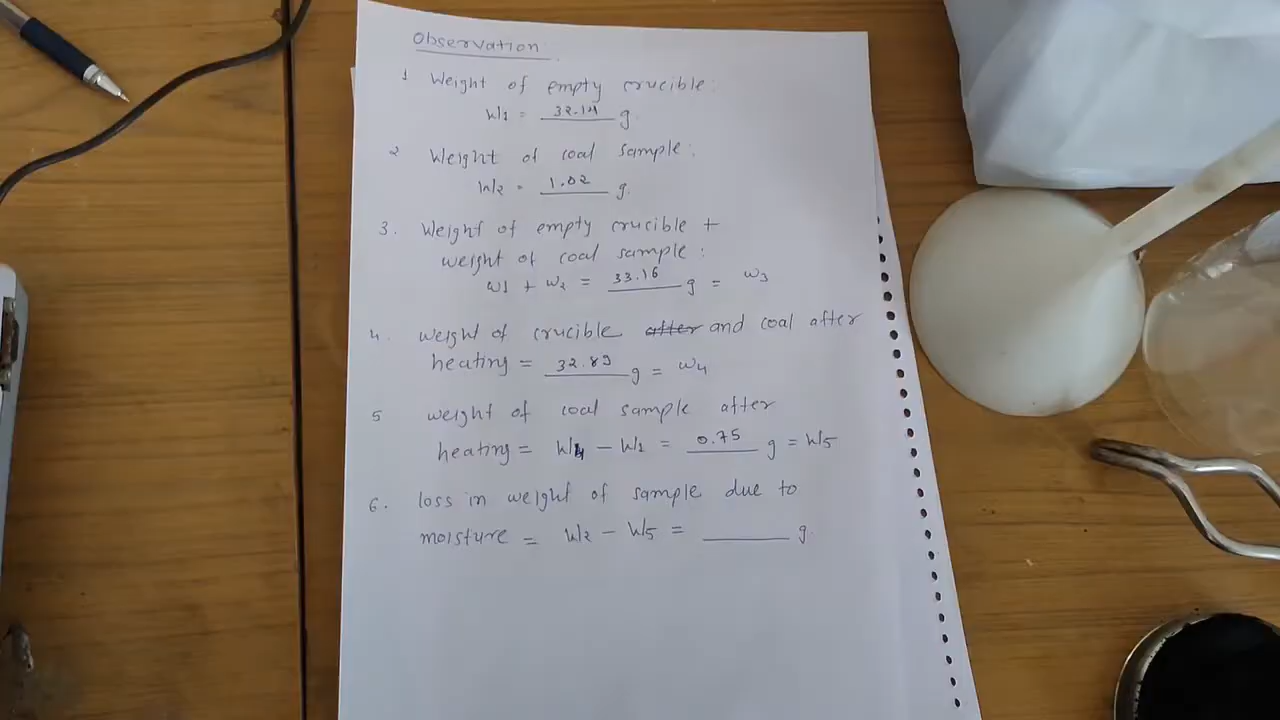 Observation
1 Weight of empty crucible:
W1 = 32.14 g.
2 Weight of coal sample:
W2 = 1.02 g.
3. Weight of empty crucible +
weight of coal sample:
w1 + w2 = 33.16 g = w3
4. weight of crucible after and coal after
heating = 32.89 g = w4
5 weight of coal sample after
heating = W4 – W1 = 0.75 g = W5
6. loss in weight of sample due to
moisture = W2 – W5 = ______ g.